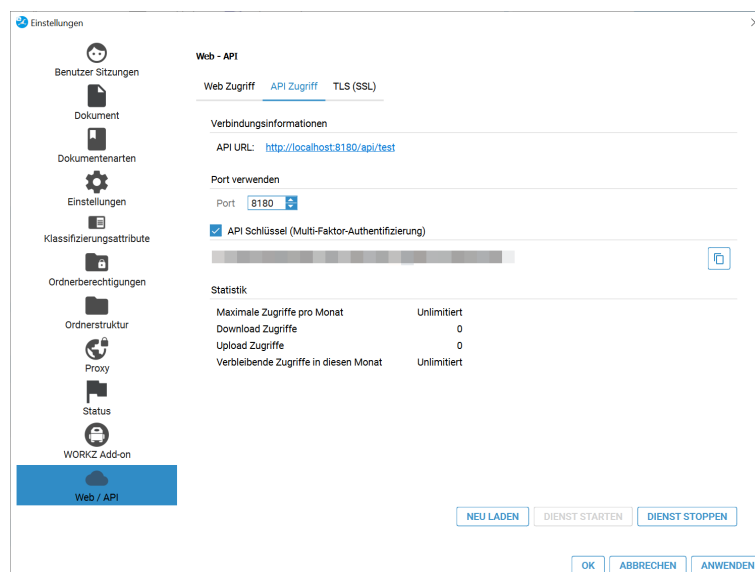 Einstellungen
Benutzer Sitzungen
Dokument
Dokumentenarten
Einstellungen
Klassifizierungsattribute
Ordnerberechtigungen
Ordnerstruktur
Proxy
Status
WORKZ Add-on
Web / API
Web - API
Web Zugriff API Zugriff TLS (SSL)
Verbindungsinformationen
API URL: http://localhost:8180/api/test
Port verwenden
Port 8180
API Schlüssel (Multi-Faktor-Authentifizierung)
Statistik
Maximale Zugriffe pro Monat Unlimitiert
Download Zugriffe 0
Upload Zugriffe 0
Verbleibende Zugriffe in diesen Monat Unlimitiert
NEU LADEN DIENST STARTEN DIENST STOPPEN
OK ABBRECHEN ANWENDEN